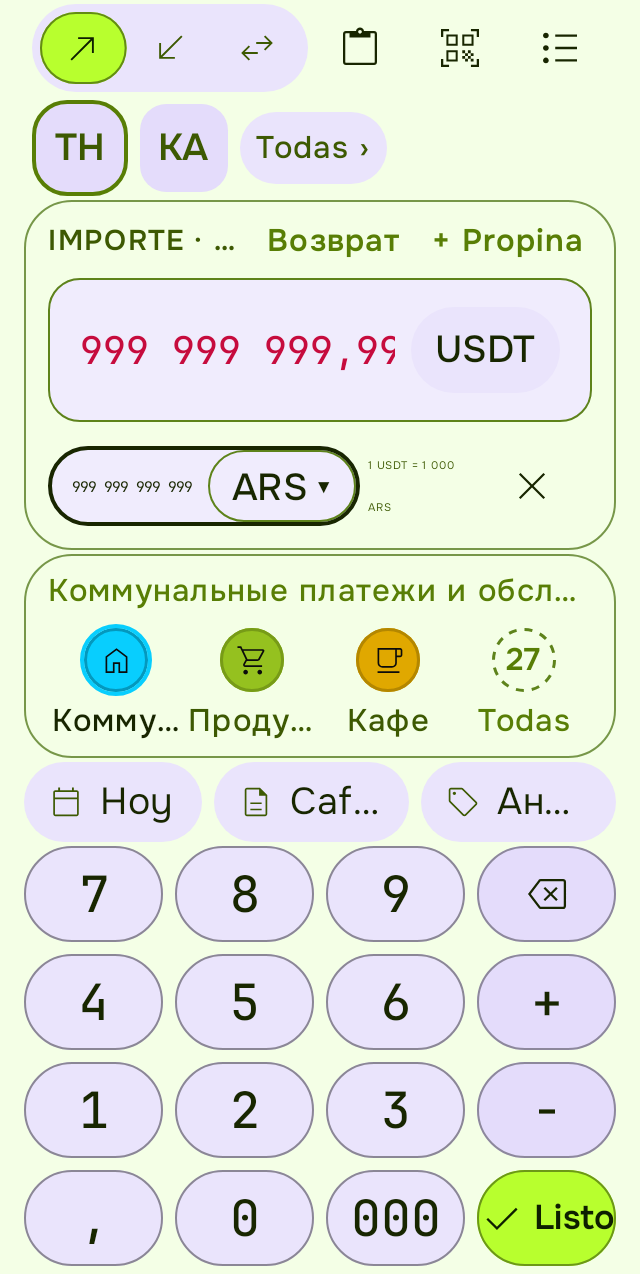 TH KA Todas ›
IMPORTE · ... Возврат + Propina
999 999 999,99 USDT
999 999 999 999 ARS ▾ 1 USDT = 1 000
ARS
Коммунальные платежи и обсл...
27
Комму... Проду... Кафе Todas
Hoy Caf... Ан...
7 8 9
4 5 6 +
1 2 3 -
, 0 000 Listo